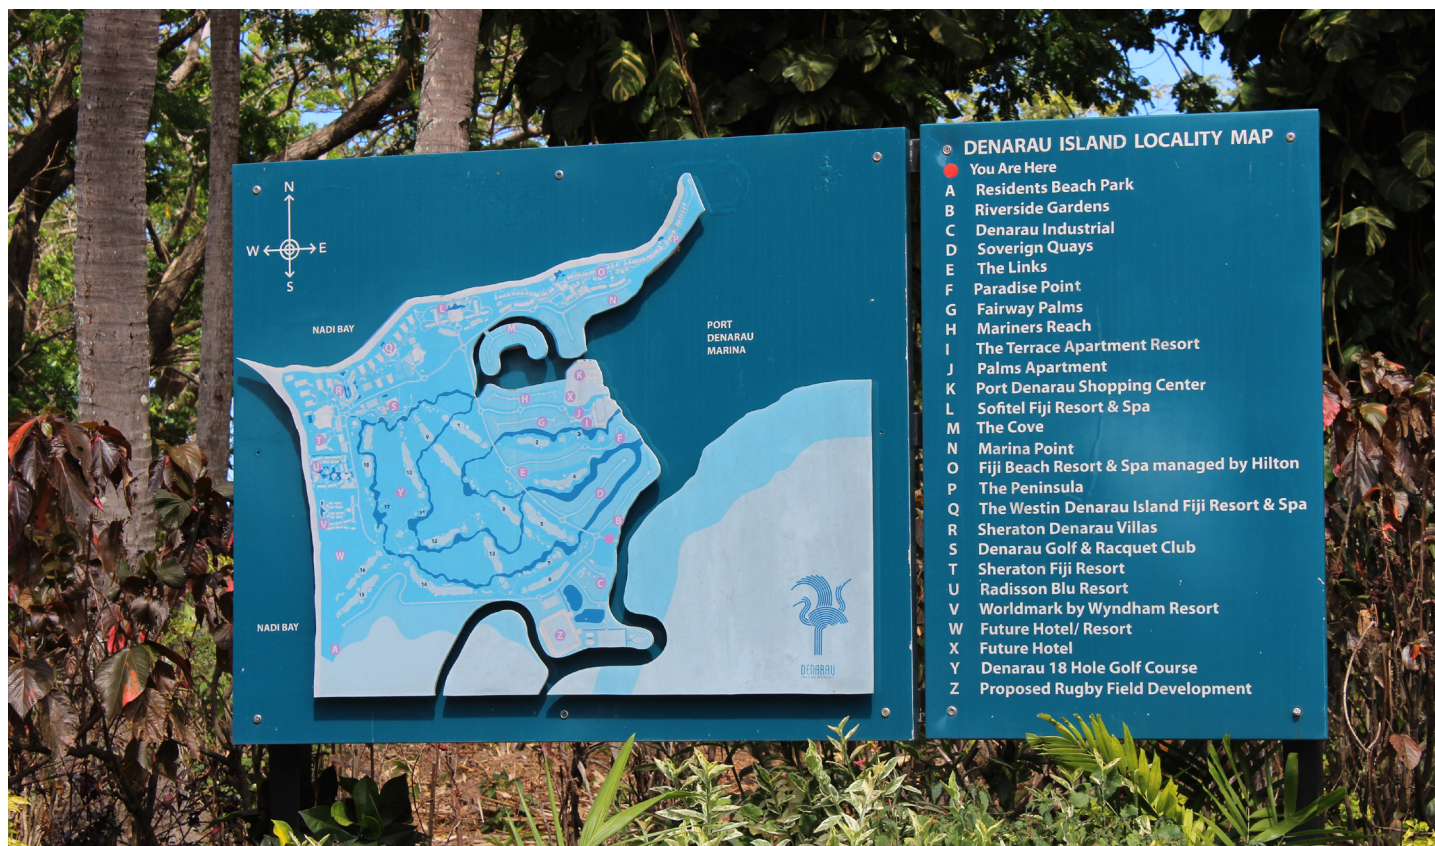 N
W E
S
NADI BAY
PORT
DENARAU
MARINA
NADI BAY
P
O
N
L
M
Q
K
R
X
H
S
J
G
I
T
F
U
E
Y
D
V
B
W
C
Z
A
DENARAU
DENARAU ISLAND LOCALITY MAP
You Are Here
A Residents Beach Park
B Riverside Gardens
C Denarau Industrial
D Soverign Quays
E The Links
F Paradise Point
G Fairway Palms
H Mariners Reach
I The Terrace Apartment Resort
J Palms Apartment
K Port Denarau Shopping Center
L Sofitel Fiji Resort & Spa
M The Cove
N Marina Point
O Fiji Beach Resort & Spa managed by Hilton
P The Peninsula
Q The Westin Denarau Island Fiji Resort & Spa
R Sheraton Denarau Villas
S Denarau Golf & Racquet Club
T Sheraton Fiji Resort
U Radisson Blu Resort
V Worldmark by Wyndham Resort
W Future Hotel/ Resort
X Future Hotel
Y Denarau 18 Hole Golf Course
Z Proposed Rugby Field Development